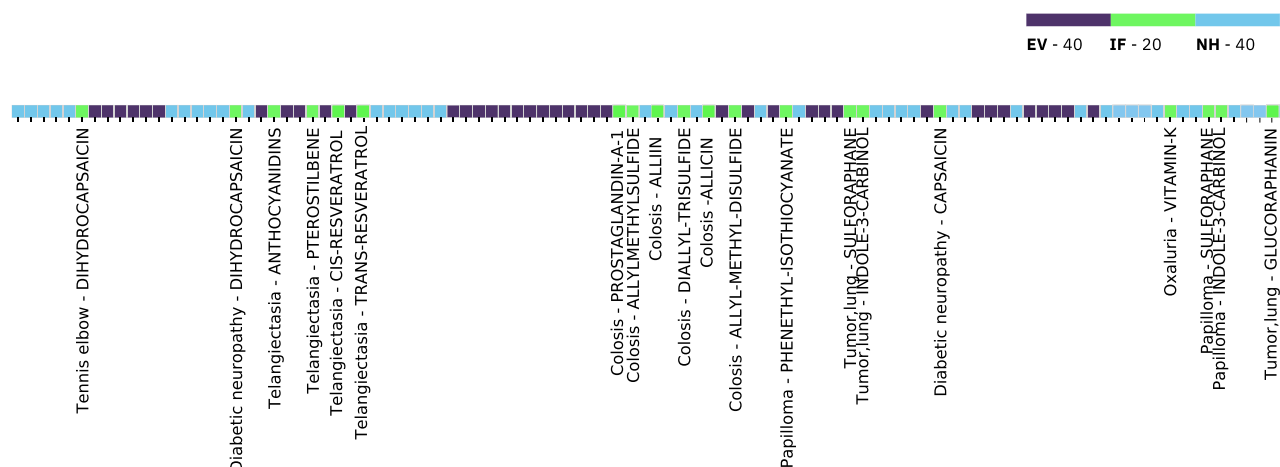 EV - 40 IF - 20 NH - 40
Tennis elbow - DIHYDROCAPSAICIN
Diabetic neuropathy - DIHYDROCAPSAICIN
Telangiectasia - ANTHOCYANIDINS
Telangiectasia - PTEROSTILBENE
Telangiectasia - CIS-RESVERATROL
Telangiectasia - TRANS-RESVERATROL
Colosis - PROSTAGLANDIN-A-1
Colosis - ALLYLMETHYLSULFIDE
Colosis - ALLIIN
Colosis - DIALLYL-TRISULFIDE
Colosis -ALLICIN
Colosis - ALLYL-METHYL-DISULFIDE
Papilloma - PHENETHYL-ISOTHIOCYANATE
Tumor,lung - SULFORAPHANE
Tumor,lung - INDOLE-3-CARBINOL
Diabetic neuropathy - CAPSAICIN
Oxaluria - VITAMIN-K
Papilloma - SULFORAPHANE
Papilloma - INDOLE-3-CARBINOL
Tumor,lung - GLUCORAPHANIN